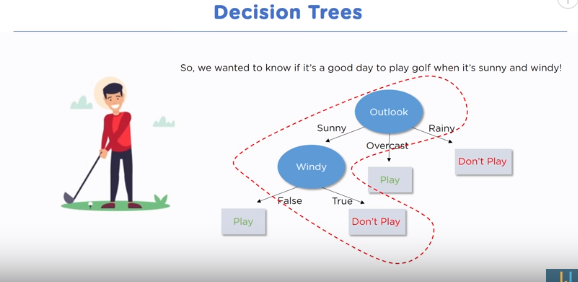 Decision Trees
So, we wanted to know if it's a good day to play golf when it's sunny and windy!
Outlook
Sunny
Rainy
Overcast
Don't Play
Windy
Play
False
True
Play
Don't Play